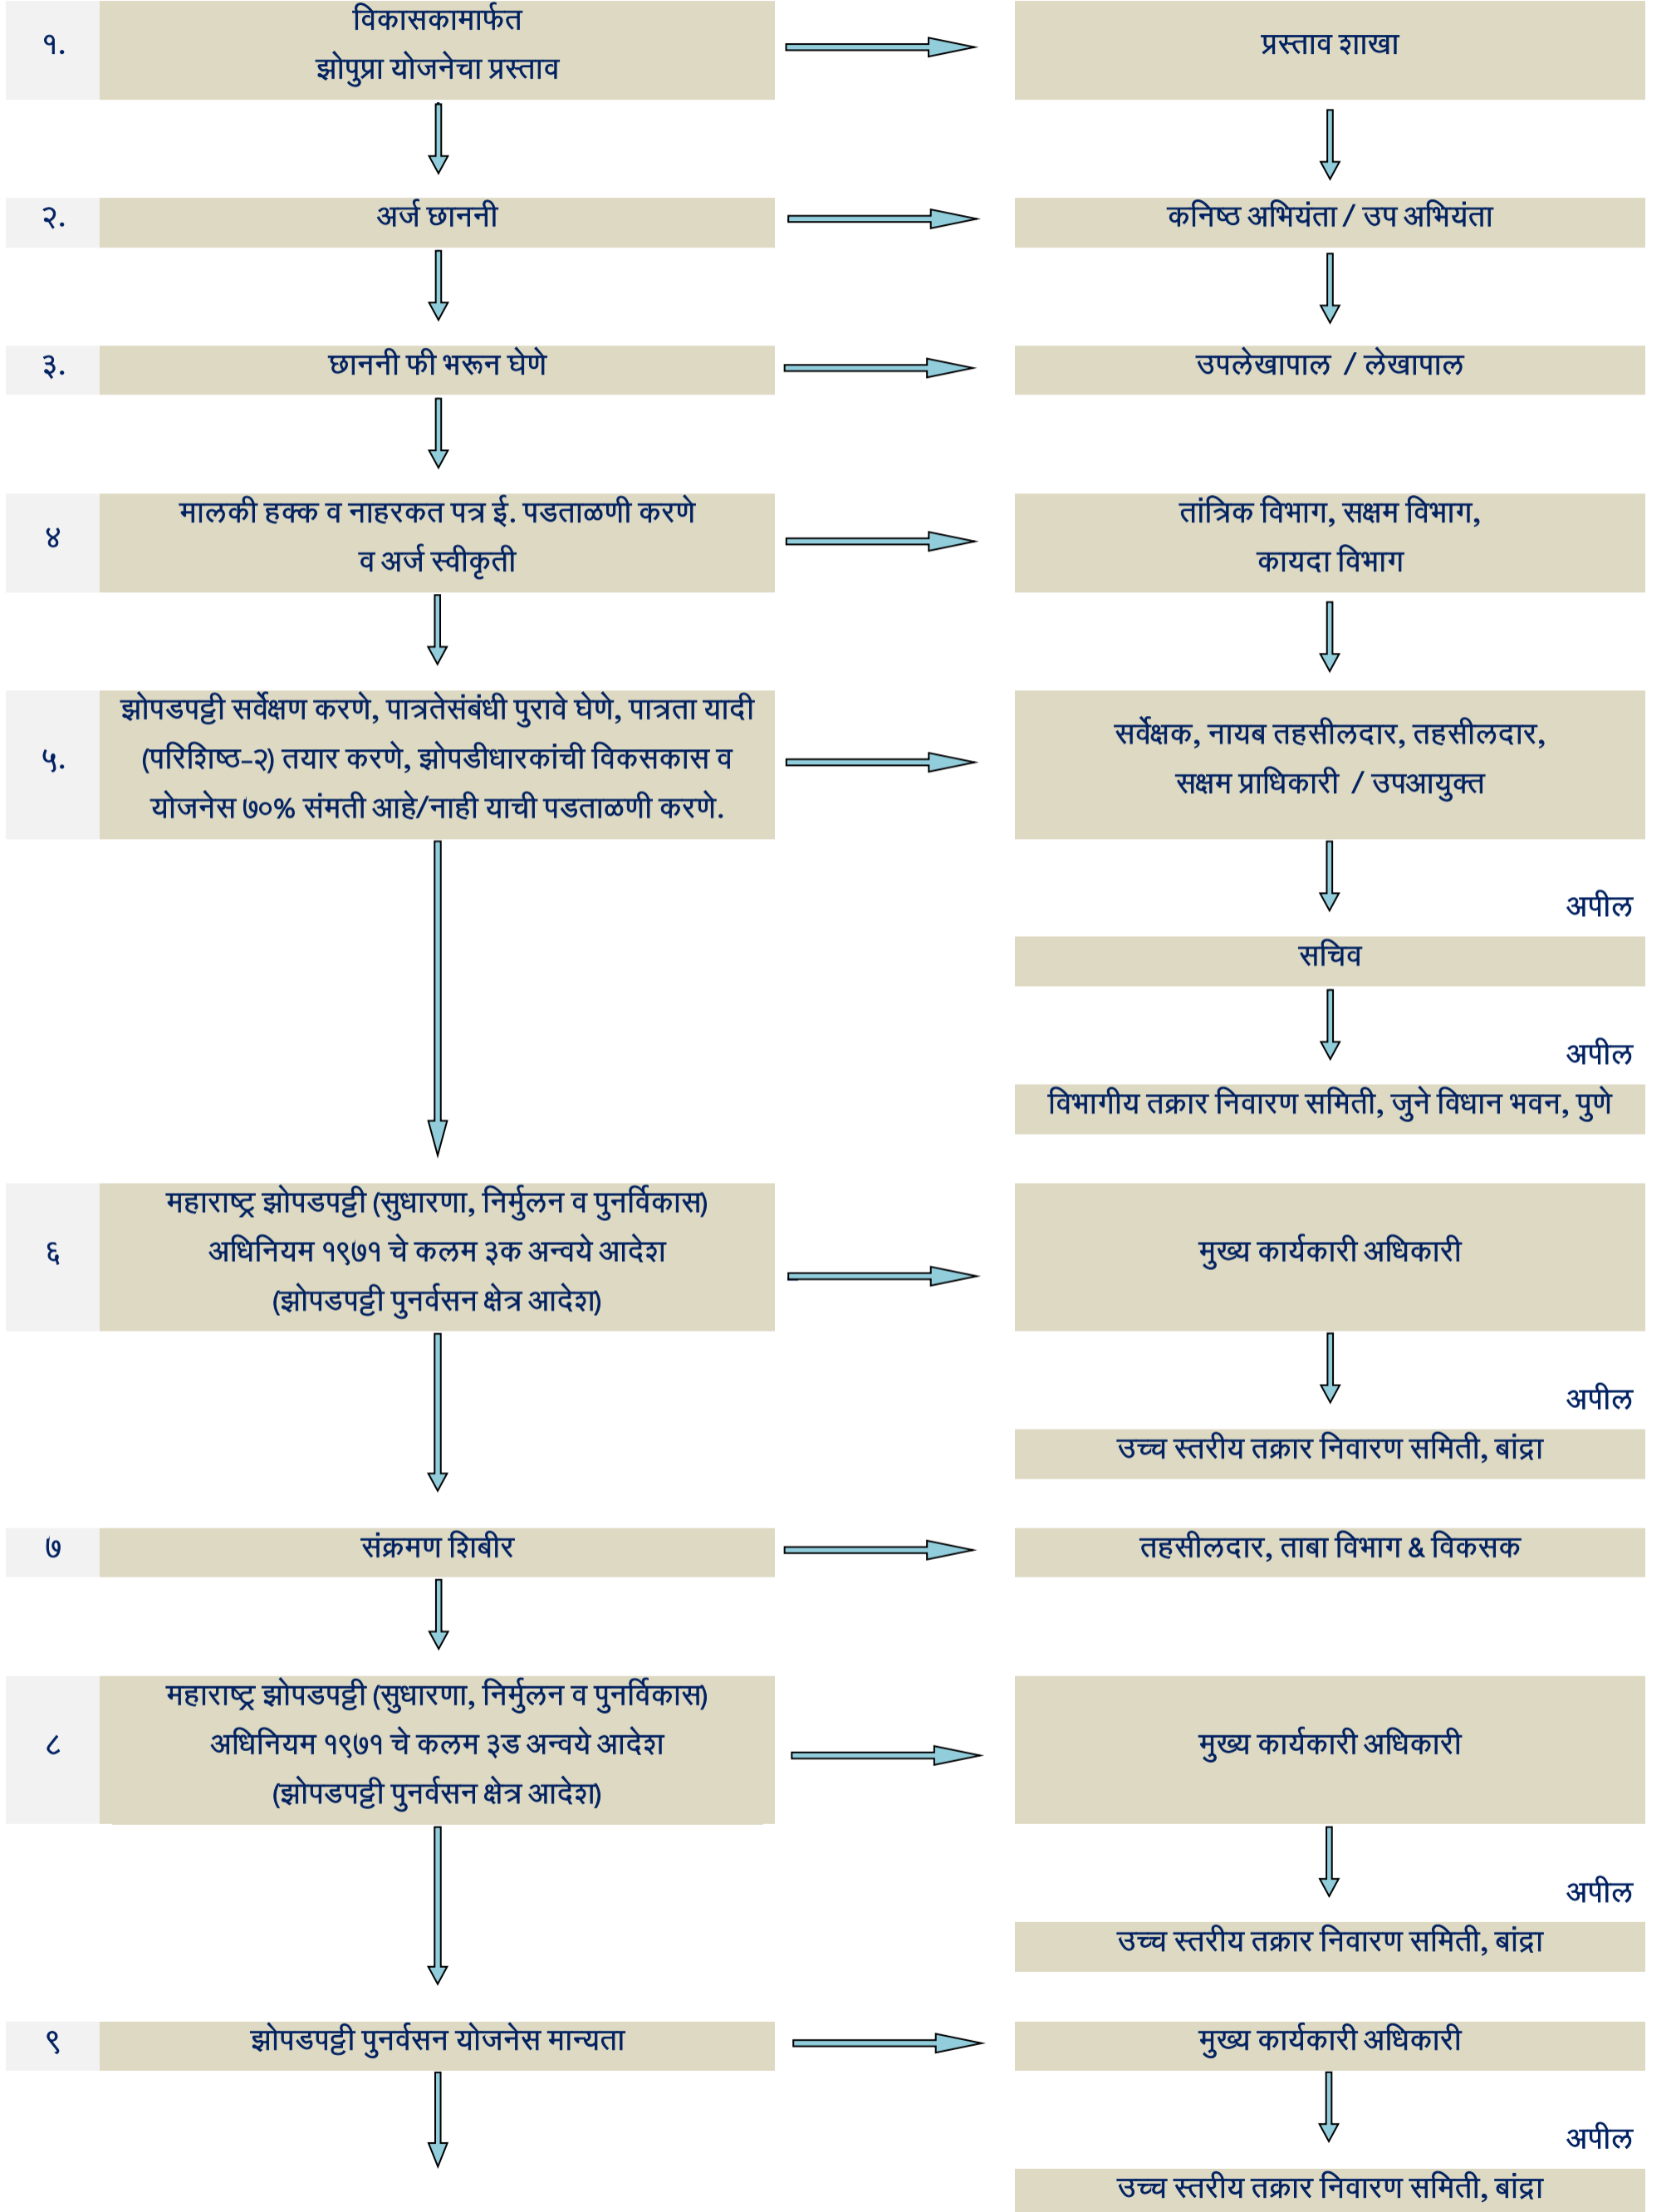 १.
विकासकामार्फत
झोपुप्रा योजनेचा प्रस्ताव
प्रस्ताव शाखा
२.
अर्ज छाननी
कनिष्ठ अभियंता / उप अभियंता
३.
छाननी फी भरून घेणे
उपलेखापाल / लेखापाल
४
मालकी हक्क व नाहरकत पत्र ई. पडताळणी करणे
व अर्ज स्वीकृती
तांत्रिक विभाग, सक्षम विभाग,
कायदा विभाग
५.
झोपडपट्टी सर्वेक्षण करणे, पात्रतेसंबंधी पुरावे घेणे, पात्रता यादी
(परिशिष्ठ-२) तयार करणे, झोपडीधारकांची विकसकास व
योजनेस ७०% संमती आहे/नाही याची पडताळणी करणे.
सर्वेक्षक, नायब तहसीलदार, तहसीलदार,
सक्षम प्राधिकारी / उपआयुक्त
अपील
सचिव
अपील
विभागीय तक्रार निवारण समिती, जुने विधान भवन, पुणे
६
महाराष्ट्र झोपडपट्टी (सुधारणा, निर्मुलन व पुनर्विकास)
अधिनियम १९७१ चे कलम ३क अन्वये आदेश
(झोपडपट्टी पुनर्वसन क्षेत्र आदेश)
मुख्य कार्यकारी अधिकारी
अपील
उच्च स्तरीय तक्रार निवारण समिती, बांद्रा
७
संक्रमण शिबीर
तहसीलदार, ताबा विभाग & विकसक
८
महाराष्ट्र झोपडपट्टी (सुधारणा, निर्मुलन व पुनर्विकास)
अधिनियम १९७१ चे कलम ३ड अन्वये आदेश
(झोपडपट्टी पुनर्वसन क्षेत्र आदेश)
मुख्य कार्यकारी अधिकारी
अपील
उच्च स्तरीय तक्रार निवारण समिती, बांद्रा
९
झोपडपट्टी पुनर्वसन योजनेस मान्यता
मुख्य कार्यकारी अधिकारी
अपील
उच्च स्तरीय तक्रार निवारण समिती, बांद्रा